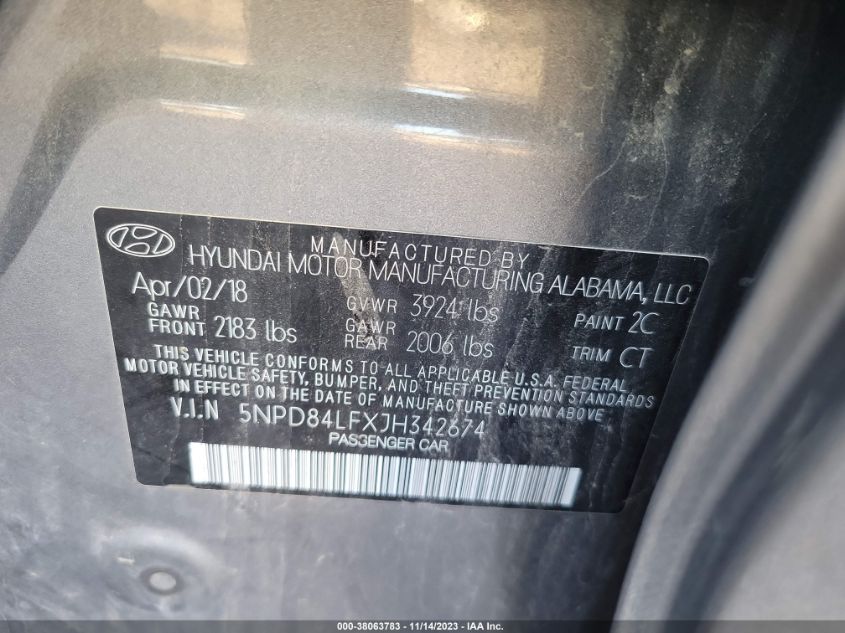 MANUFACTURED BY
HYUNDAI MOTOR MANUFACTURING ALABAMA, LLC
Apr/02/18 GVWR 3924 lbs PAINT 2C
GAWR FRONT 2183 lbs GAWR REAR 2006 lbs TRIM CT
THIS VEHICLE CONFORMS TO ALL APPLICABLE U.S.A. FEDERAL
MOTOR VEHICLE SAFETY, BUMPER, AND THEFT PREVENTION STANDARDS
IN EFFECT ON THE DATE OF MANUFACTURE SHOWN ABOVE.
V.I.N 5NPD84LFXJH342674
PASSENGER CAR
000-38063783 - 11/14/2023 - IAA Inc.